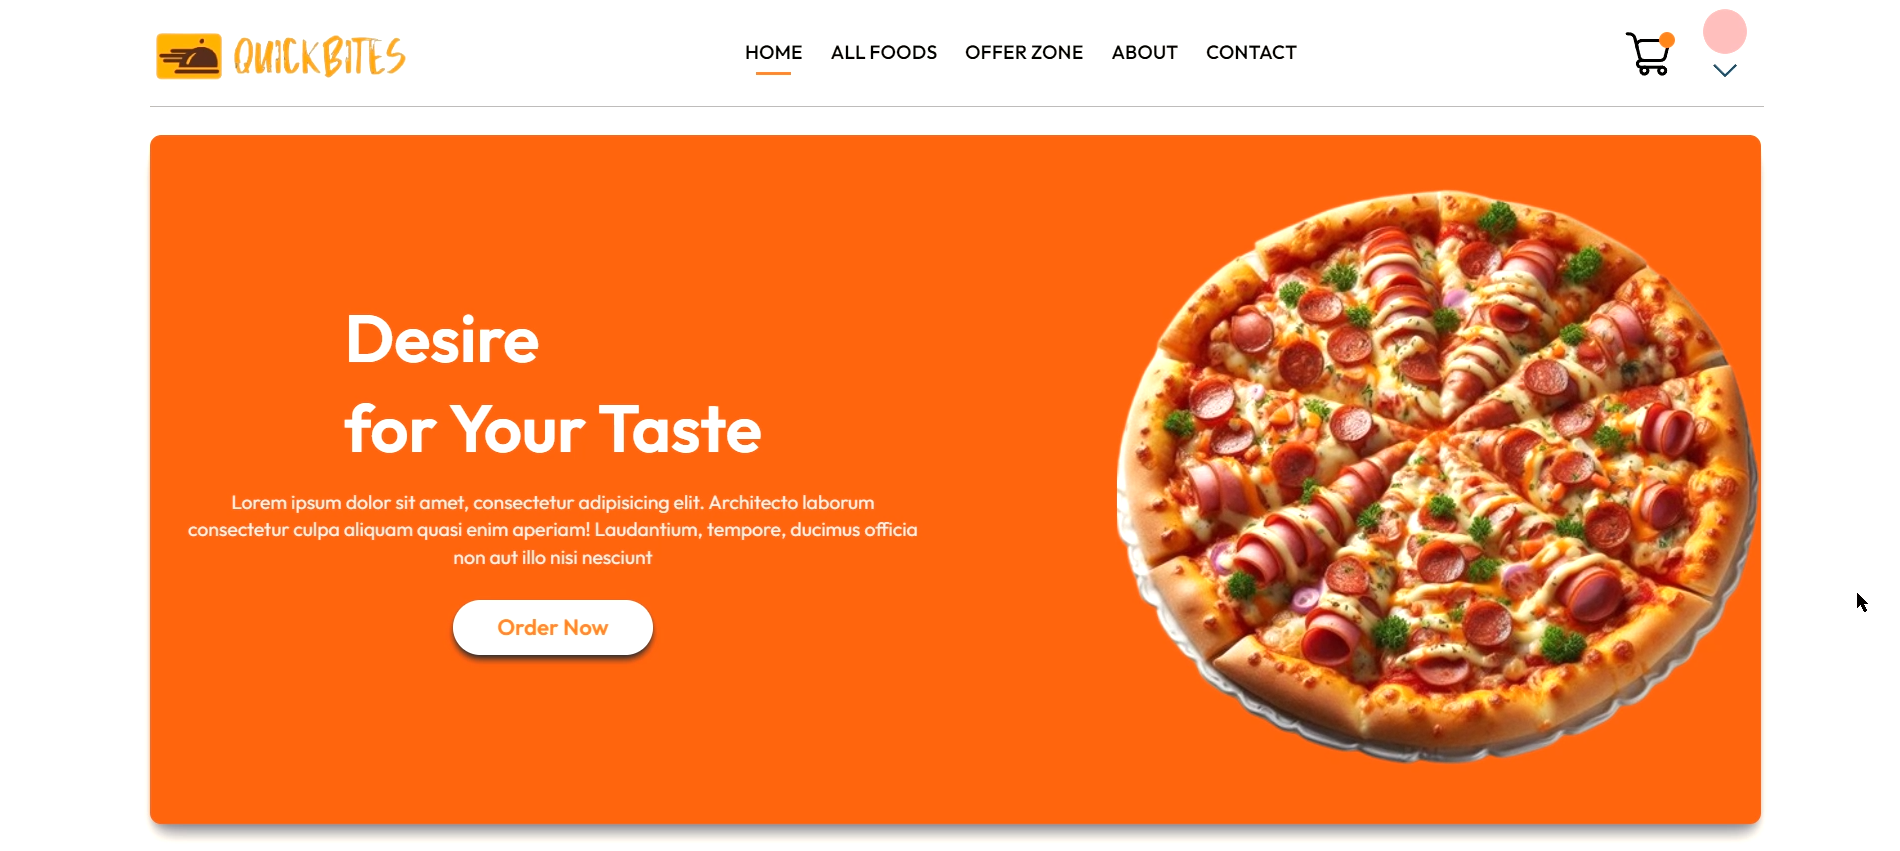 QUICKBITES
HOME ALL FOODS OFFER ZONE ABOUT CONTACT
Desire
for Your Taste
Lorem ipsum dolor sit amet, consectetur adipisicing elit. Architecto laborum
consectetur culpa aliquam quasi enim aperiam! Laudantium, tempore, ducimus officia
non aut illo nisi nesciunt
Order Now